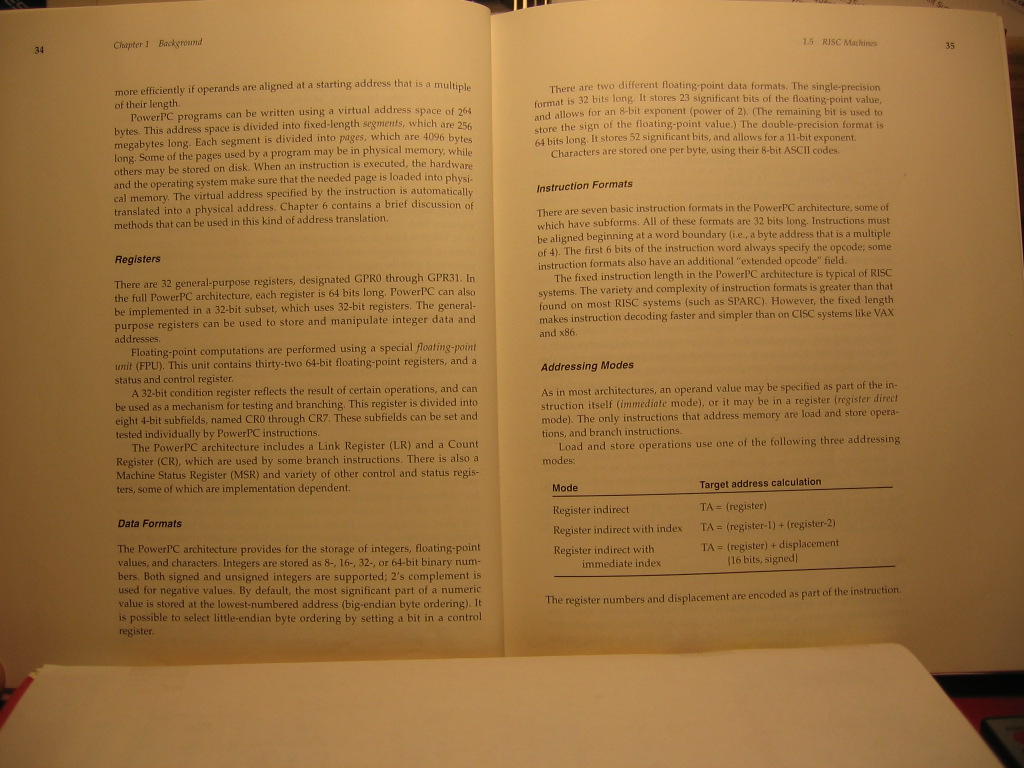 34
Chapter 1 Background
more efficiently if operands are aligned at a starting address that is a multiple
of their length.
PowerPC programs can be written using a virtual address space of 2⁶⁴
bytes. This address space is divided into fixed-length segments, which are 256
megabytes long. Each segment is divided into pages, which are 4096 bytes
long. Some of the pages used by a program may be in physical memory, while
others may be stored on disk. When an instruction is executed, the hardware
and the operating system make sure that the needed page is loaded into physi-
cal memory. The virtual address specified by the instruction is automatically
translated into a physical address. Chapter 6 contains a brief discussion of
methods that can be used in this kind of address translation.
Registers
There are 32 general-purpose registers, designated GPR0 through GPR31. In
the full PowerPC architecture, each register is 64 bits long. PowerPC can also
be implemented in a 32-bit subset, which uses 32-bit registers. The general-
purpose registers can be used to store and manipulate integer data and
addresses.
Floating-point computations are performed using a special floating-point
unit (FPU). This unit contains thirty-two 64-bit floating-point registers, and a
status and control register.
A 32-bit condition register reflects the result of certain operations, and can
be used as a mechanism for testing and branching. This register is divided into
eight 4-bit subfields, named CR0 through CR7. These subfields can be set and
tested individually by PowerPC instructions.
The PowerPC architecture includes a Link Register (LR) and a Count
Register (CR), which are used by some branch instructions. There is also a
Machine Status Register (MSR) and variety of other control and status regis-
ters, some of which are implementation dependent.
Data Formats
The PowerPC architecture provides for the storage of integers, floating-point
values, and characters. Integers are stored as 8-, 16-, 32-, or 64-bit binary num-
bers. Both signed and unsigned integers are supported; 2's complement is
used for negative values. By default, the most significant part of a numeric
value is stored at the lowest-numbered address (big-endian byte ordering). It
is possible to select little-endian byte ordering by setting a bit in a control
register.
1.5 RISC Machines
35
There are two different floating-point data formats. The single-precision
format is 32 bits long. It stores 23 significant bits of the floating-point value,
and allows for an 8-bit exponent (power of 2). (The remaining bit is used to
store the sign of the floating-point value.) The double-precision format is
64 bits long. It stores 52 significant bits, and allows for a 11-bit exponent.
Characters are stored one per byte, using their 8-bit ASCII codes.
Instruction Formats
There are seven basic instruction formats in the PowerPC architecture, some of
which have subforms. All of these formats are 32 bits long. Instructions must
be aligned beginning at a word boundary (i.e., a byte address that is a multiple
of 4). The first 6 bits of the instruction word always specify the opcode; some
instruction formats also have an additional "extended opcode" field.
The fixed instruction length in the PowerPC architecture is typical of RISC
systems. The variety and complexity of instruction formats is greater than that
found on most RISC systems (such as SPARC). However, the fixed length
makes instruction decoding faster and simpler than on CISC systems like VAX
and x86.
Addressing Modes
As in most architectures, an operand value may be specified as part of the in-
struction itself (immediate mode), or it may be in a register (register direct
mode). The only instructions that address memory are load and store opera-
tions, and branch instructions.
Load and store operations use one of the following three addressing
modes:
Mode Target address calculation
Register indirect TA = (register)
Register indirect with index TA = (register-1) + (register-2)
Register indirect with TA = (register) + displacement
immediate index {16 bits, signed}
The register numbers and displacement are encoded as part of the instruction.